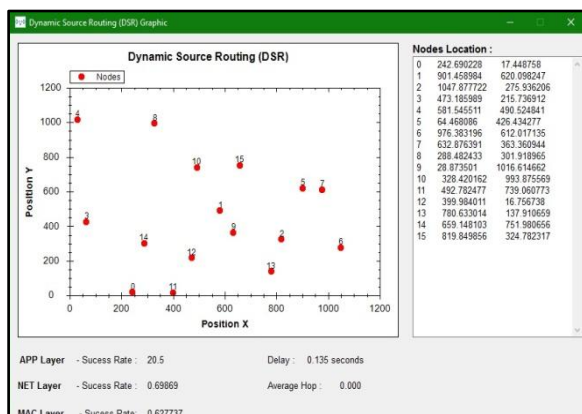 Dynamic Source Routing (DSR) Graphic
Dynamic Source Routing (DSR)
Nodes
Position Y
1200
1000
800
600
400
200
0
4
8
10
15
5
7
1
3
9
2
14
12
6
13
0
11
0 200 400 600 800 1000 1200
Position X
Nodes Location :
0 242.690228 17.448758
1 901.458984 620.098247
2 1047.877722 275.936206
3 473.185989 215.736912
4 581.545511 490.524841
5 64.468086 426.434277
6 976.383196 612.017135
7 632.876391 363.360944
8 288.482433 301.918965
9 28.873501 1016.614662
10 328.420162 993.875569
11 492.782477 739.060773
12 399.984011 16.756738
13 780.633014 137.910659
14 659.148103 751.980656
15 819.849856 324.782317
APP Layer - Sucess Rate : 20.5 Delay : 0.135 seconds
NET Layer - Sucess Rate : 0.69869 Average Hop : 0.000
MAC Layer - Sucess Rate: 0.627737